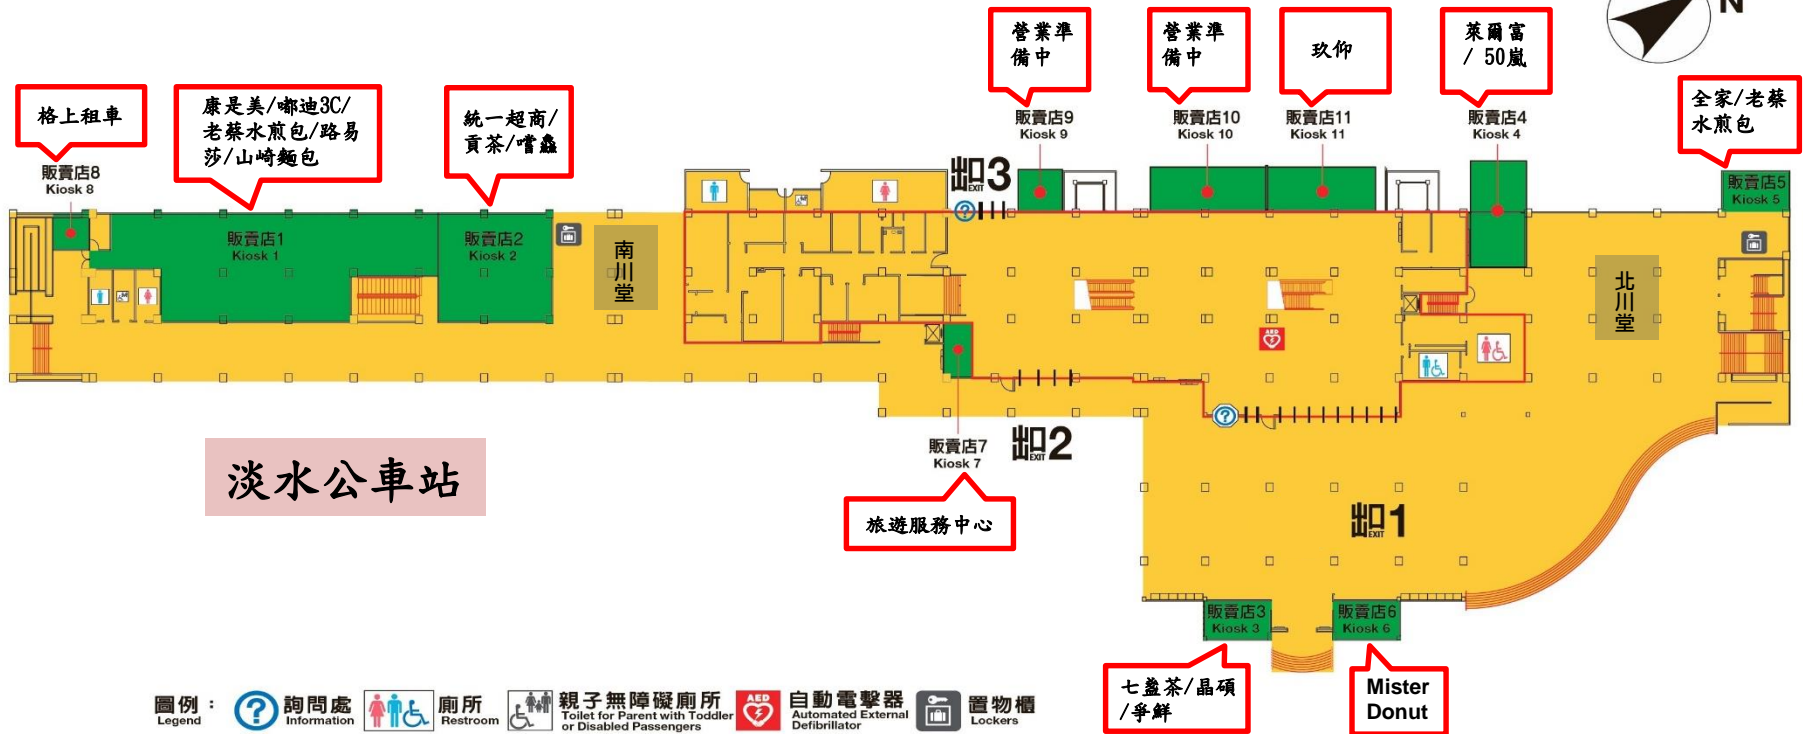 N
營業準
備中
營業準
備中
玖仰
萊爾富
/ 50嵐
格上租車
康是美/嘟迪3C/
老蔡水煎包/路易
莎/山崎麵包
統一超商/
貢茶/嚐鱻
全家/老蔡
水煎包
販賣店9
Kiosk 9
販賣店10
Kiosk 10
販賣店11
Kiosk 11
販賣店4
Kiosk 4
販賣店8
Kiosk 8
出口3
EXIT
販賣店5
Kiosk 5
販賣店1
Kiosk 1
販賣店2
Kiosk 2
南川堂
北川堂
AED
販賣店7
Kiosk 7
出口2
EXIT
淡水公車站
旅遊服務中心
出口1
EXIT
販賣店3
Kiosk 3
販賣店6
Kiosk 6
七盞茶/晶碩
/爭鮮
Mister
Donut
圖例：
Legend
詢問處
Information
廁所
Restroom
親子無障礙廁所
Toilet for Parent with Toddler
or Disabled Passengers
AED
自動電擊器
Automated External
Defibrillator
置物櫃
Lockers